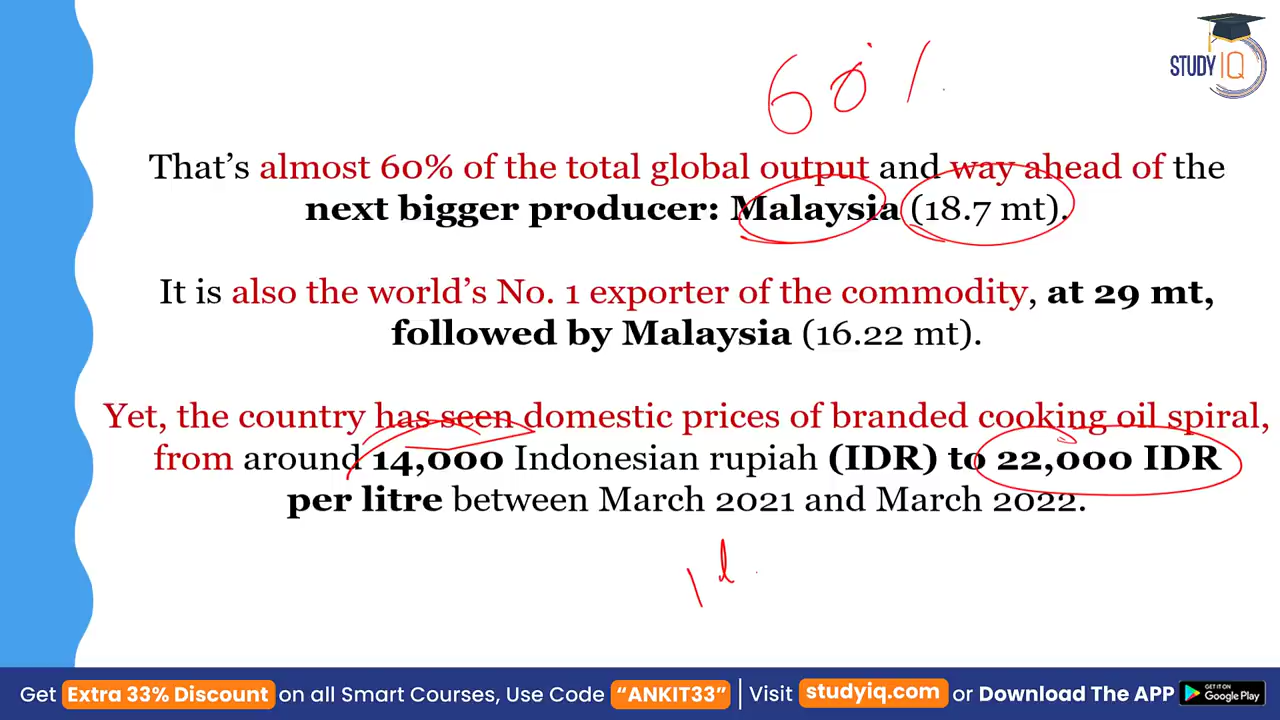 STUDY IQ
60%
That's almost 60% of the total global output and way ahead of the
next bigger producer: Malaysia (18.7 mt).
It is also the world's No. 1 exporter of the commodity, at 29 mt,
followed by Malaysia (16.22 mt).
Yet, the country has seen domestic prices of branded cooking oil spiral,
from around 14,000 Indonesian rupiah (IDR) to 22,000 IDR
per litre between March 2021 and March 2022.
1 l
Get Extra 33% Discount on all Smart Courses, Use Code “ANKIT33” Visit studyiq.com or Download The APP GET IT ON Google Play